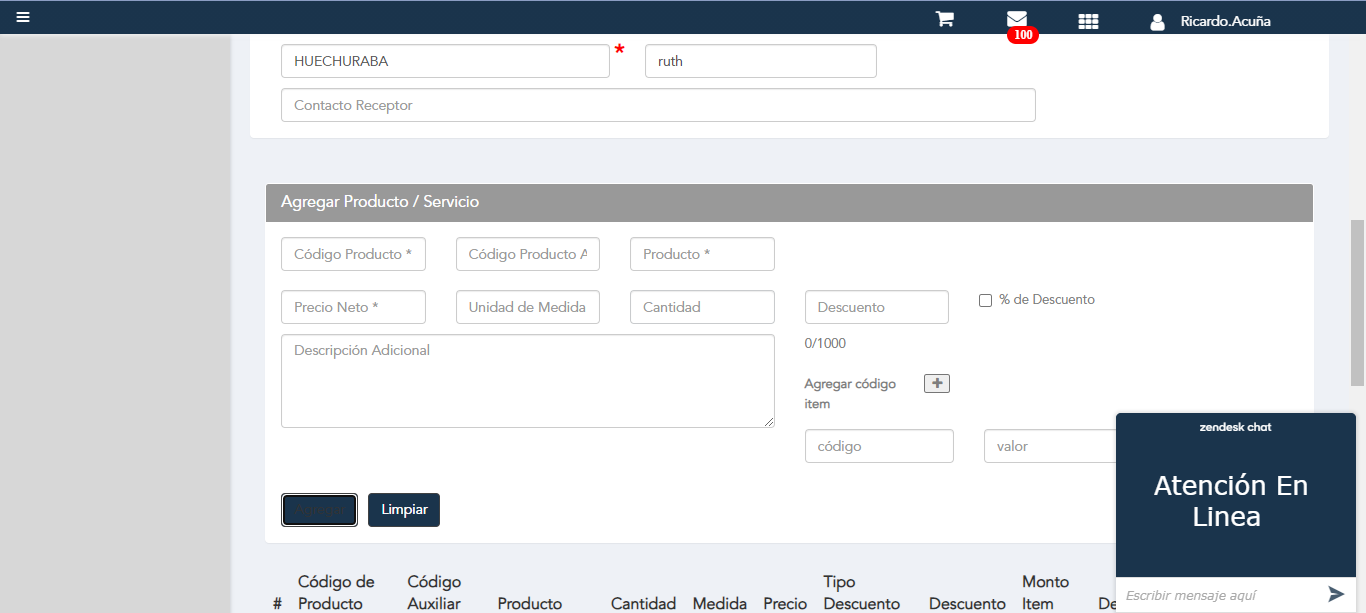 Ricardo.Acuña
100
HUECHURABA * ruth
Contacto Receptor
Agregar Producto / Servicio
Código Producto * Código Producto A Producto *
Precio Neto * Unidad de Medida Cantidad Descuento % de Descuento
Descripción Adicional
0/1000
Agregar código
item
código valor
Agregar Limpiar
zendesk chat
Atención En
Linea
Escribir mensaje aquí
Código de Código Tipo Monto
# Producto Auxiliar Producto Cantidad Medida Precio Descuento Descuento Item De